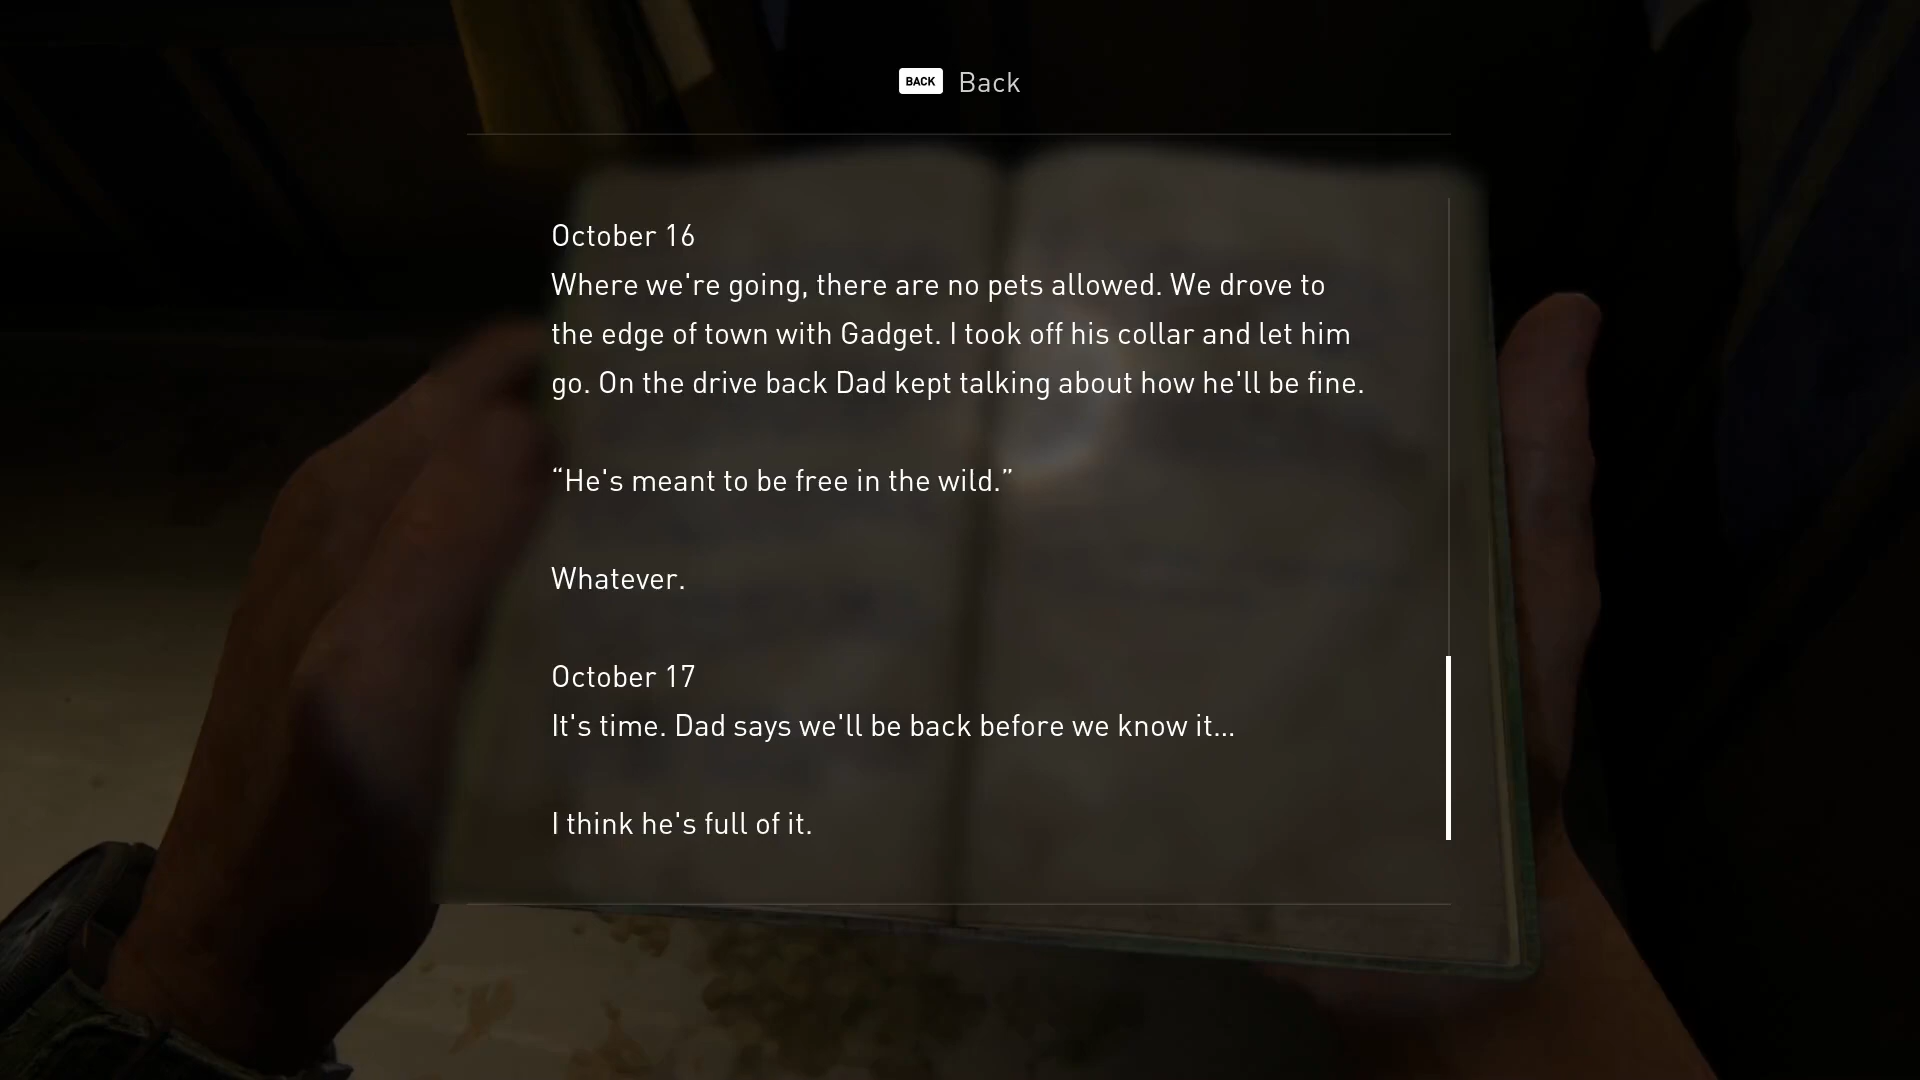 BACK Back
October 16
Where we're going, there are no pets allowed. We drove to
the edge of town with Gadget. I took off his collar and let him
go. On the drive back Dad kept talking about how he'll be fine.
“He's meant to be free in the wild.”
Whatever.
October 17
It's time. Dad says we'll be back before we know it...
I think he's full of it.